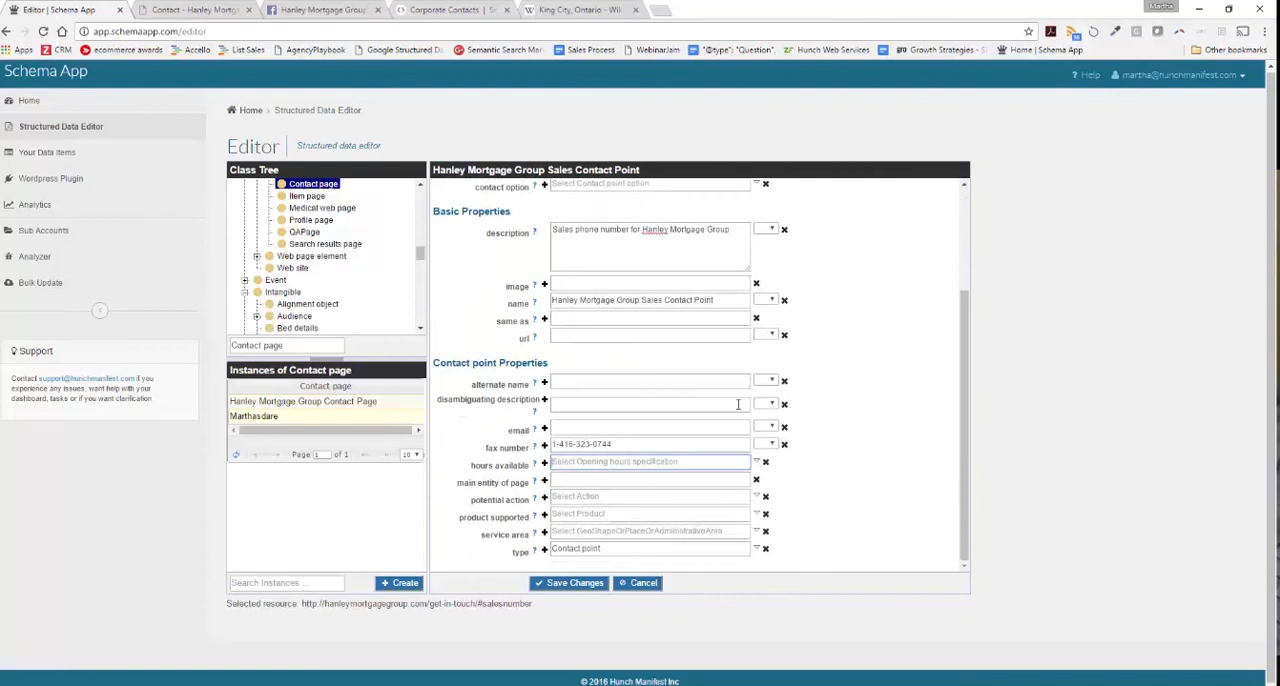 Martha
Editor | Schema App
Contact - Hanley Mortg
Hanley Mortgage Group
Corporate Contacts | S
King City, Ontario - Wik
app.schemaapp.com/editor
Apps CRM ecommerce awards Accello List Sales AgencyPlaybook Google Structured Da Semantic Search Mar Sales Process WebinarJam "@type": "Question", Hunch Web Services Growth Strategies - Home | Schema App Other bookmarks
Schema App
Help martha@hunchmanifest.com
Home
Structured Data Editor
Your Data Items
Wordpress Plugin
Analytics
Sub Accounts
Analyzer
Bulk Update
Support
Contact support@hunchmanifest.com if you
experience any issues, want help with your
dashboard, tasks or if you want clarification
Home > Structured Data Editor
Editor Structured data editor
Class Tree
Contact page
Item page
Medical web page
Profile page
QAPage
Search results page
Web page element
Web site
Event
Intangible
Alignment object
Audience
Bed details
Contact page
Instances of Contact page
Contact page
Hanley Mortgage Group Contact Page
Marthasdare
Page 1 of 1 10
Search Instances ... + Create
Hanley Mortgage Group Sales Contact Point
contact option ? Select Contact point option
Basic Properties
description ? Sales phone number for Hanley Mortgage Group
image ?
name ? Hanley Mortgage Group Sales Contact Point
same as ?
url ?
Contact point Properties
alternate name ?
disambiguating description
?
email ?
fax number ? 1-416-323-0744
hours available ? Select Opening hours specification
main entity of page ?
potential action ? Select Action
product supported ? Select Product
service area ? Select GeoShapeOrPlaceOrAdministrativeArea
type ? Contact point
Save Changes Cancel
Selected resource http://hanleymortgagegroup.com/get-in-touch/#salesnumber
© 2016 Hunch Manifest Inc